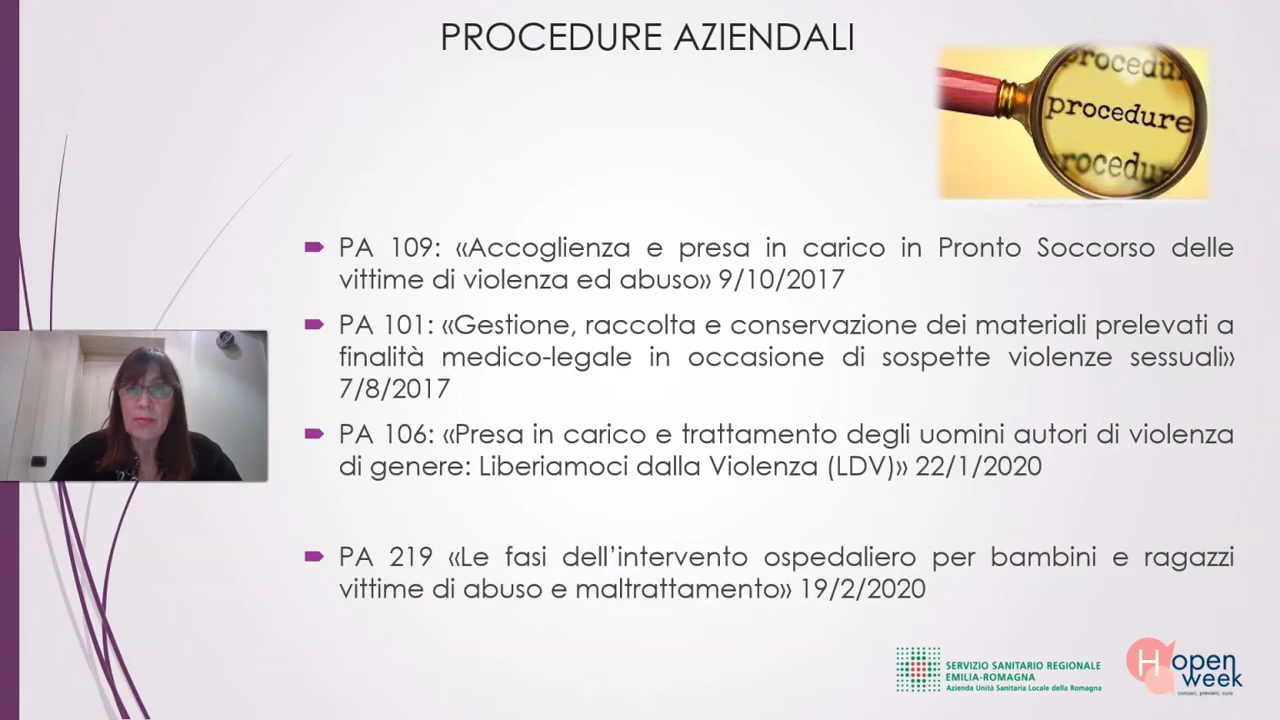 PROCEDURE AZIENDALI
procedure
PA 109: «Accoglienza e presa in carico in Pronto Soccorso delle
vittime di violenza ed abuso» 9/10/2017
PA 101: «Gestione, raccolta e conservazione dei materiali prelevati a
finalità medico-legale in occasione di sospette violenze sessuali»
7/8/2017
PA 106: «Presa in carico e trattamento degli uomini autori di violenza
di genere: Liberiamoci dalla Violenza (LDV)» 22/1/2020
PA 219 «Le fasi dell’intervento ospedaliero per bambini e ragazzi
vittime di abuso e maltrattamento» 19/2/2020
SERVIZIO SANITARIO REGIONALE
EMILIA-ROMAGNA
Azienda Unità Sanitaria Locale della Romagna
H open
week
conosci, previeni, cura